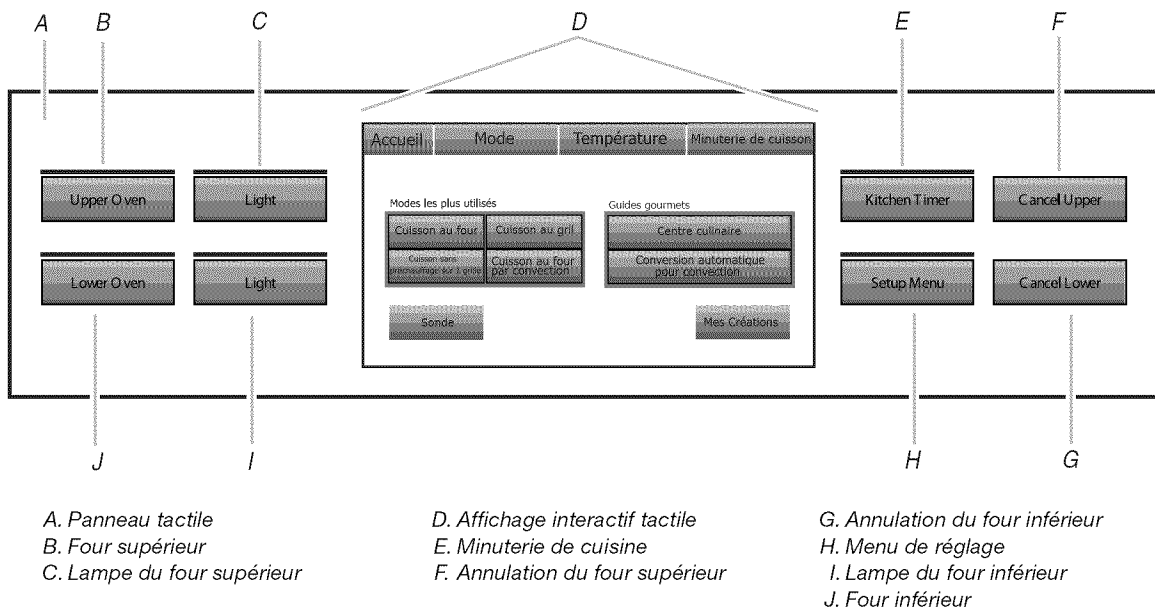 A B C D E F
Accueil Mode Température Minuterie de cuisson
Upper Oven Light Kitchen Timer Cancel Upper
Modes les plus utilisés Guides gourmets
Cuisson au four Cuisson au gril Centre culinaire
Cuisson sans
préchauffage sur 1 grille
Cuisson au four
par convection
Conversion automatique
pour convection
Lower Oven Light Setup Menu Cancel Lower
Sonde Mes Créations
J I H G
A. Panneau tactile
B. Four supérieur
C. Lampe du four supérieur
D. Affichage interactif tactile
E. Minuterie de cuisine
F. Annulation du four supérieur
G. Annulation du four inférieur
H. Menu de réglage
I. Lampe du four inférieur
J. Four inférieur